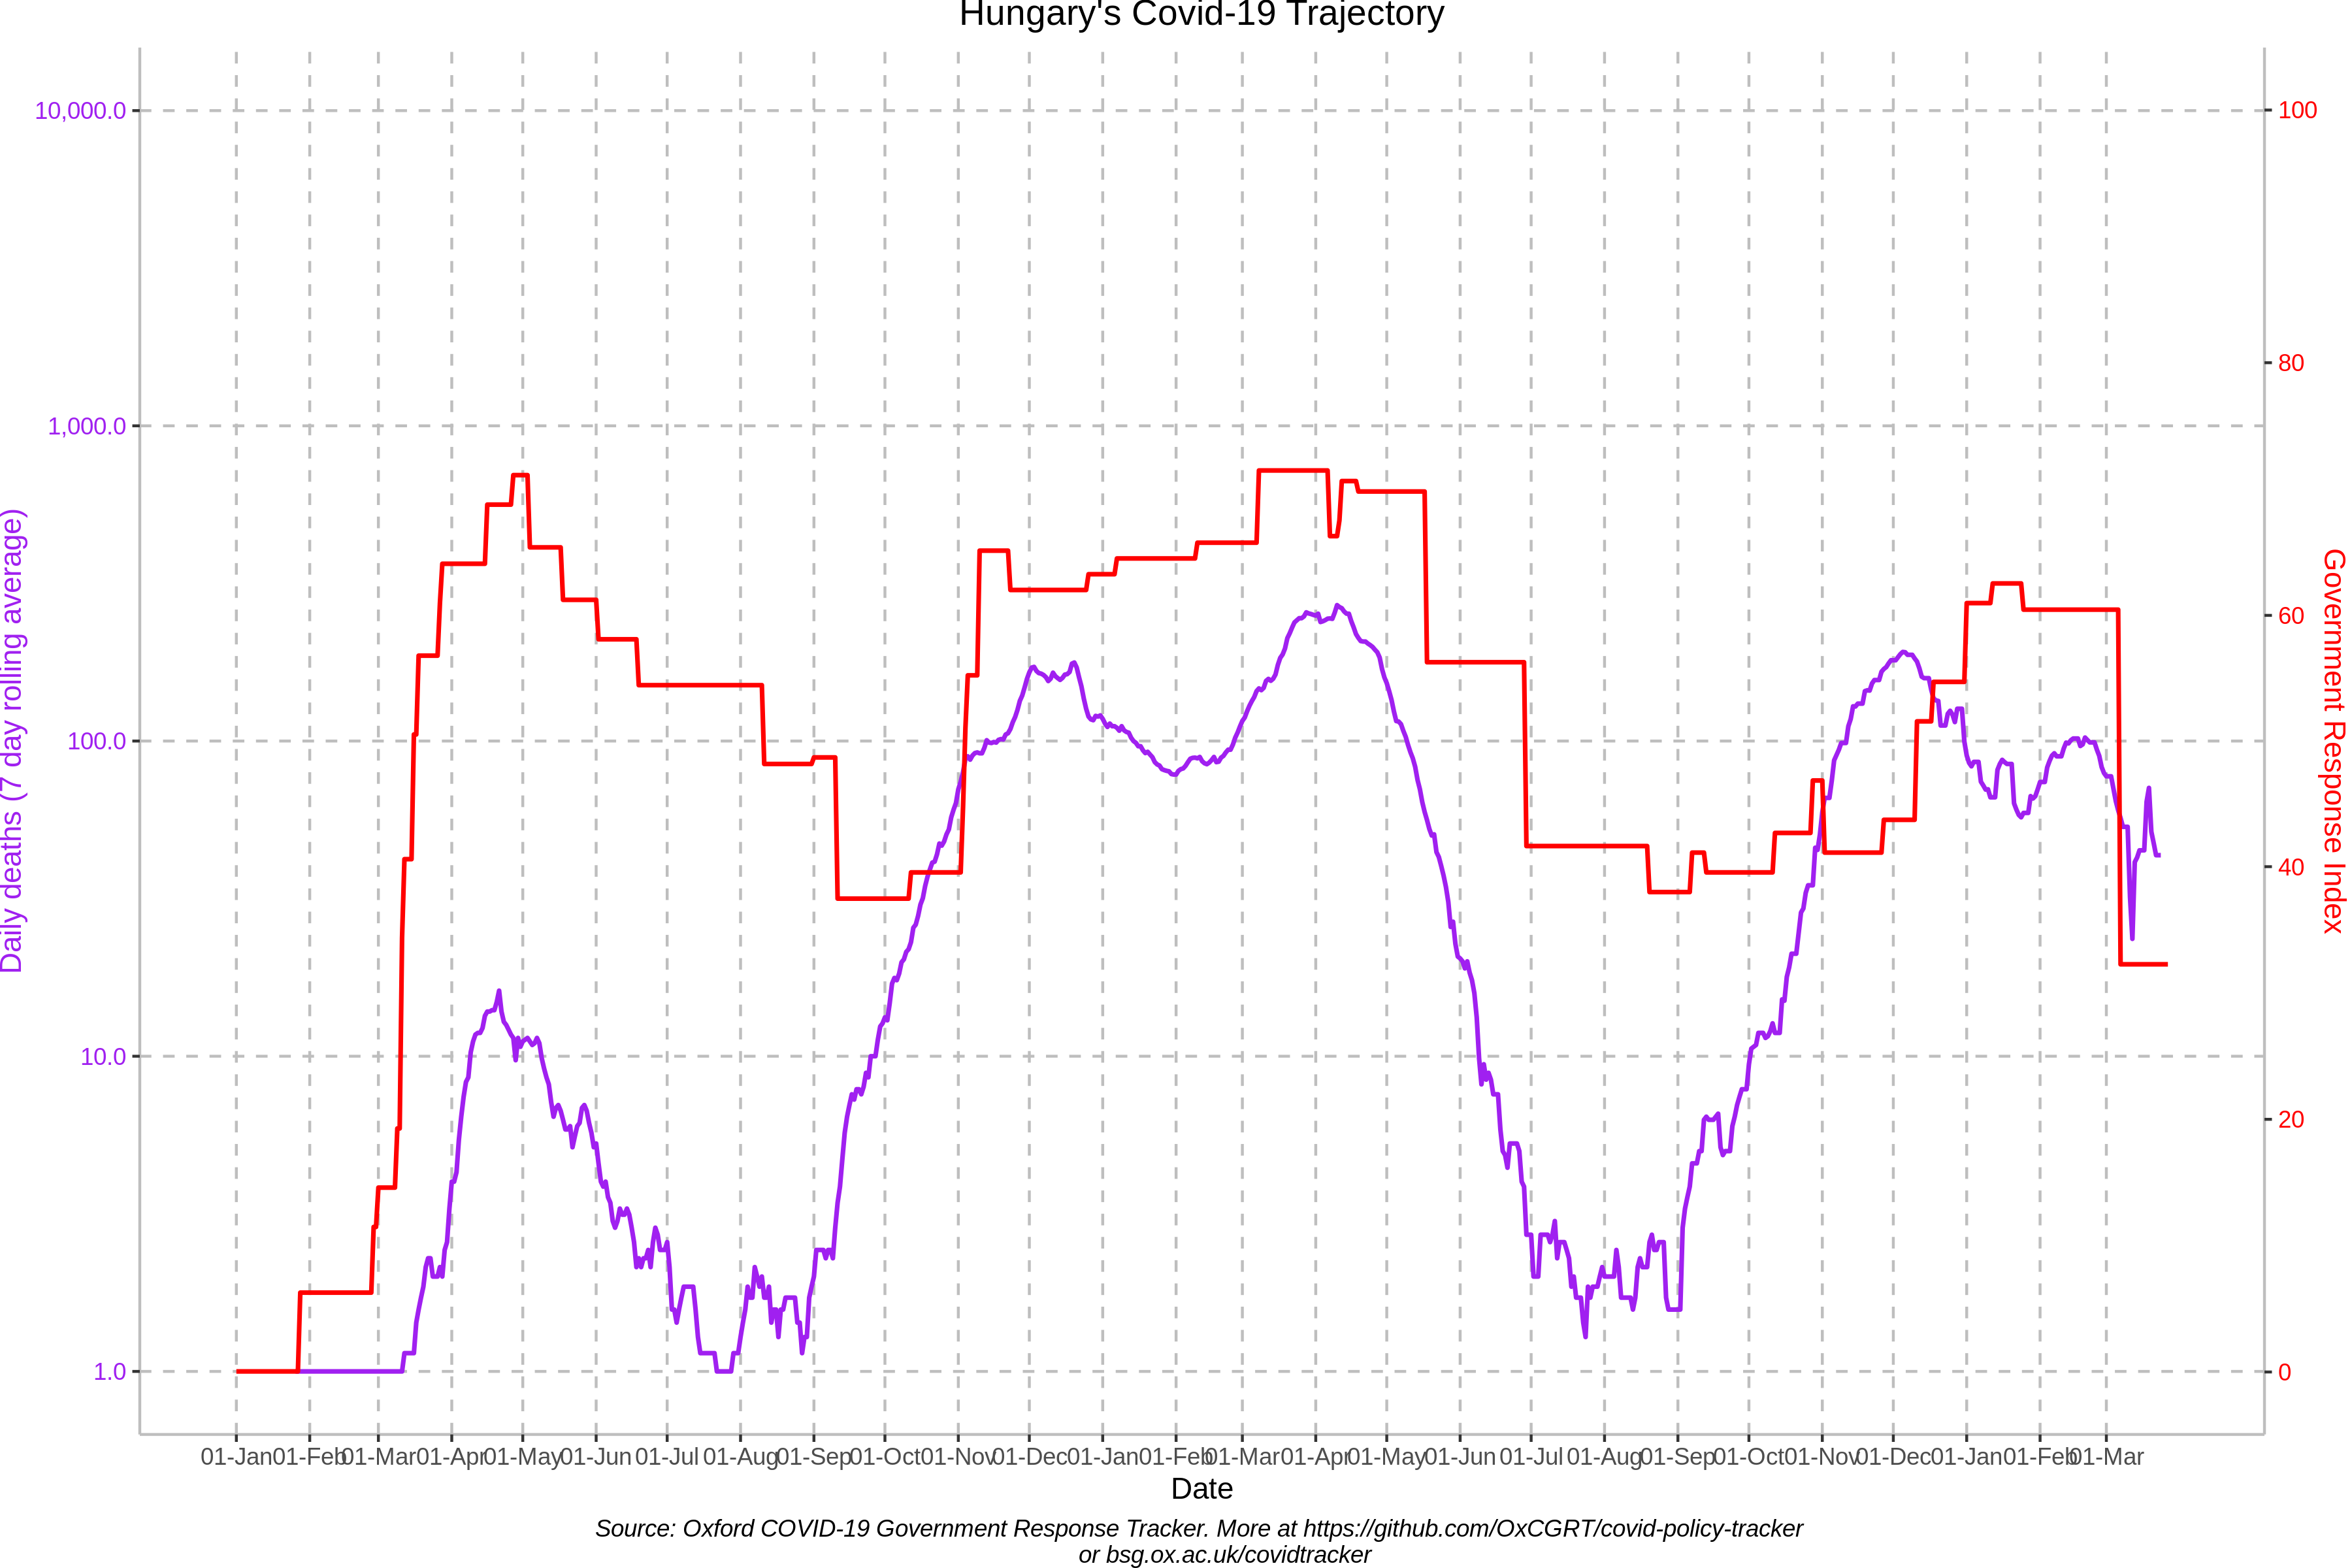 Hungary's Covid-19 Trajectory
10,000.0
1,000.0
100.0
10.0
1.0
Daily deaths (7 day rolling average)
100
80
60
40
20
0
Government Response Index
01-Jan 01-Feb 01-Mar 01-Apr 01-May 01-Jun 01-Jul 01-Aug 01-Sep 01-Oct 01-Nov 01-Dec 01-Jan 01-Feb 01-Mar 01-Apr 01-May 01-Jun 01-Jul 01-Aug 01-Sep 01-Oct 01-Nov 01-Dec 01-Jan 01-Feb 01-Mar
Date
Source: Oxford COVID-19 Government Response Tracker. More at https://github.com/OxCGRT/covid-policy-tracker
or bsg.ox.ac.uk/covidtracker